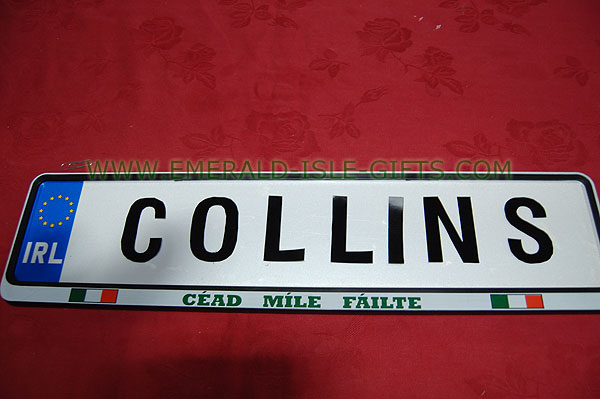 WWW.EMERALD-ISLE-GIFTS.COM
IRL COLLINS
CÉAD MÍLE FÁILTE